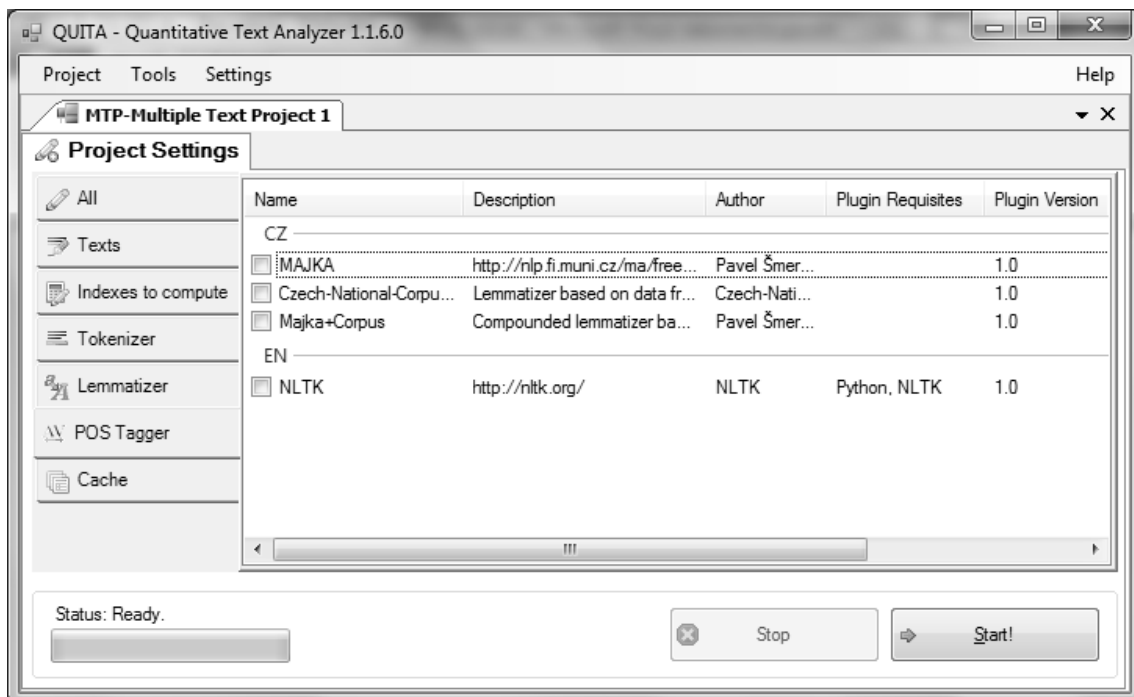 QUITA - Quantitative Text Analyzer 1.1.6.0
Project Tools Settings Help
MTP-Multiple Text Project 1
Project Settings
All
Texts
Indexes to compute
Tokenizer
Lemmatizer
POS Tagger
Cache
Name Description Author Plugin Requisites Plugin Version
CZ
MAJKA http://nlp.fi.muni.cz/ma/free... Pavel Šmer... 1.0
Czech-National-Corpu... Lemmatizer based on data fr... Czech-Nati... 1.0
Majka+Corpus Compounded lemmatizer ba... Pavel Šmer... 1.0
EN
NLTK http://nltk.org/ NLTK Python, NLTK 1.0
Status: Ready.
Stop Start!